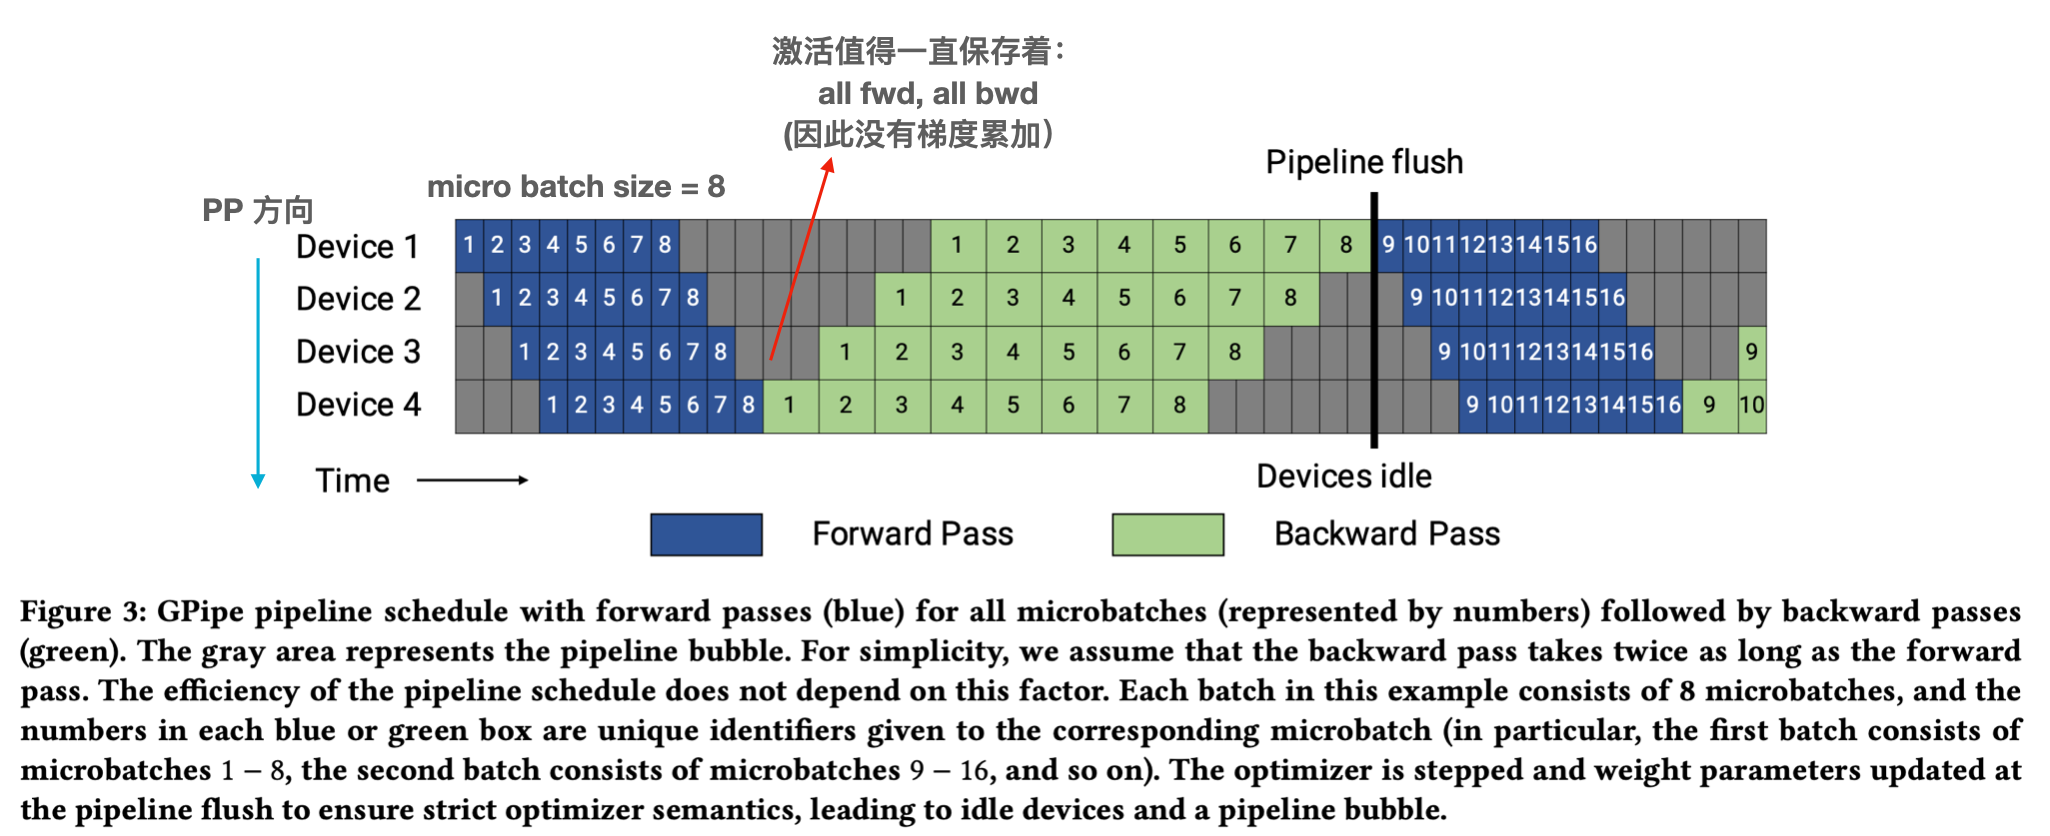 激活值得一直保存着:
all fwd, all bwd
(因此没有梯度累加)
Pipeline flush
micro batch size = 8
PP 方向
Device 1 1 2 3 4 5 6 7 8 1 2 3 4 5 6 7 8 9 10 11 12 13 14 15 16
Device 2 1 2 3 4 5 6 7 8 1 2 3 4 5 6 7 8 9 10 11 12 13 14 15 16
Device 3 1 2 3 4 5 6 7 8 1 2 3 4 5 6 7 8 9 10 11 12 13 14 15 16 9
Device 4 1 2 3 4 5 6 7 8 1 2 3 4 5 6 7 8 9 10 11 12 13 14 15 16 9 10
Time
Devices idle
Forward Pass
Backward Pass
Figure 3: GPipe pipeline schedule with forward passes (blue) for all microbatches (represented by numbers) followed by backward passes
(green). The gray area represents the pipeline bubble. For simplicity, we assume that the backward pass takes twice as long as the forward
pass. The efficiency of the pipeline schedule does not depend on this factor. Each batch in this example consists of 8 microbatches, and the
numbers in each blue or green box are unique identifiers given to the corresponding microbatch (in particular, the first batch consists of
microbatches 1 – 8, the second batch consists of microbatches 9 – 16, and so on). The optimizer is stepped and weight parameters updated at
the pipeline flush to ensure strict optimizer semantics, leading to idle devices and a pipeline bubble.